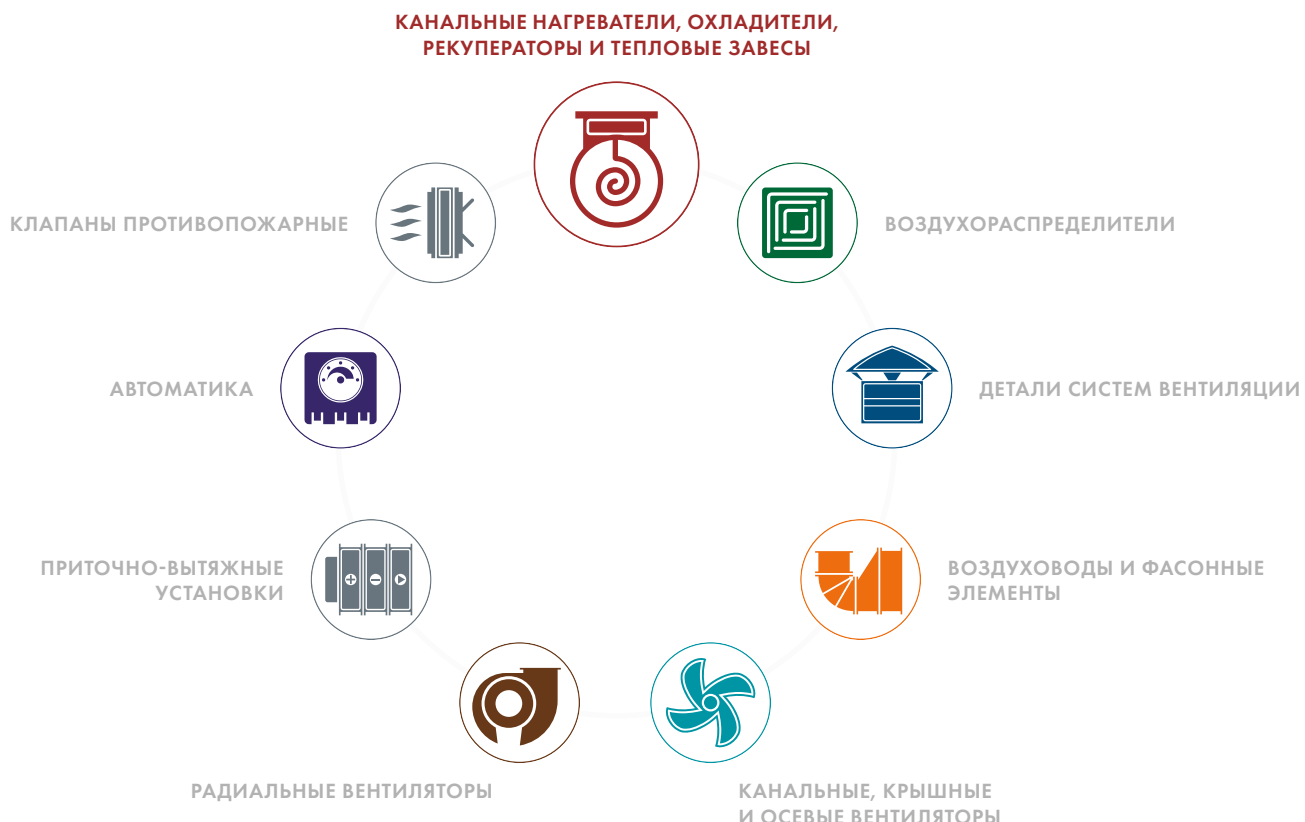 КАНАЛЬНЫЕ НАГРЕВАТЕЛИ, ОХЛАДИТЕЛИ,
РЕКУПЕРАТОРЫ И ТЕПЛОВЫЕ ЗАВЕСЫ
КЛАПАНЫ ПРОТИВОПОЖАРНЫЕ
ВОЗДУХОРАСПРЕДЕЛИТЕЛИ
АВТОМАТИКА
ДЕТАЛИ СИСТЕМ ВЕНТИЛЯЦИИ
ПРИТОЧНО-ВЫТЯЖНЫЕ
УСТАНОВКИ
ВОЗДУХОВОДЫ И ФАСОННЫЕ
ЭЛЕМЕНТЫ
РАДИАЛЬНЫЕ ВЕНТИЛЯТОРЫ
КАНАЛЬНЫЕ, КРЫШНЫЕ
И ОСЕВЫЕ ВЕНТИЛЯТОРЫ